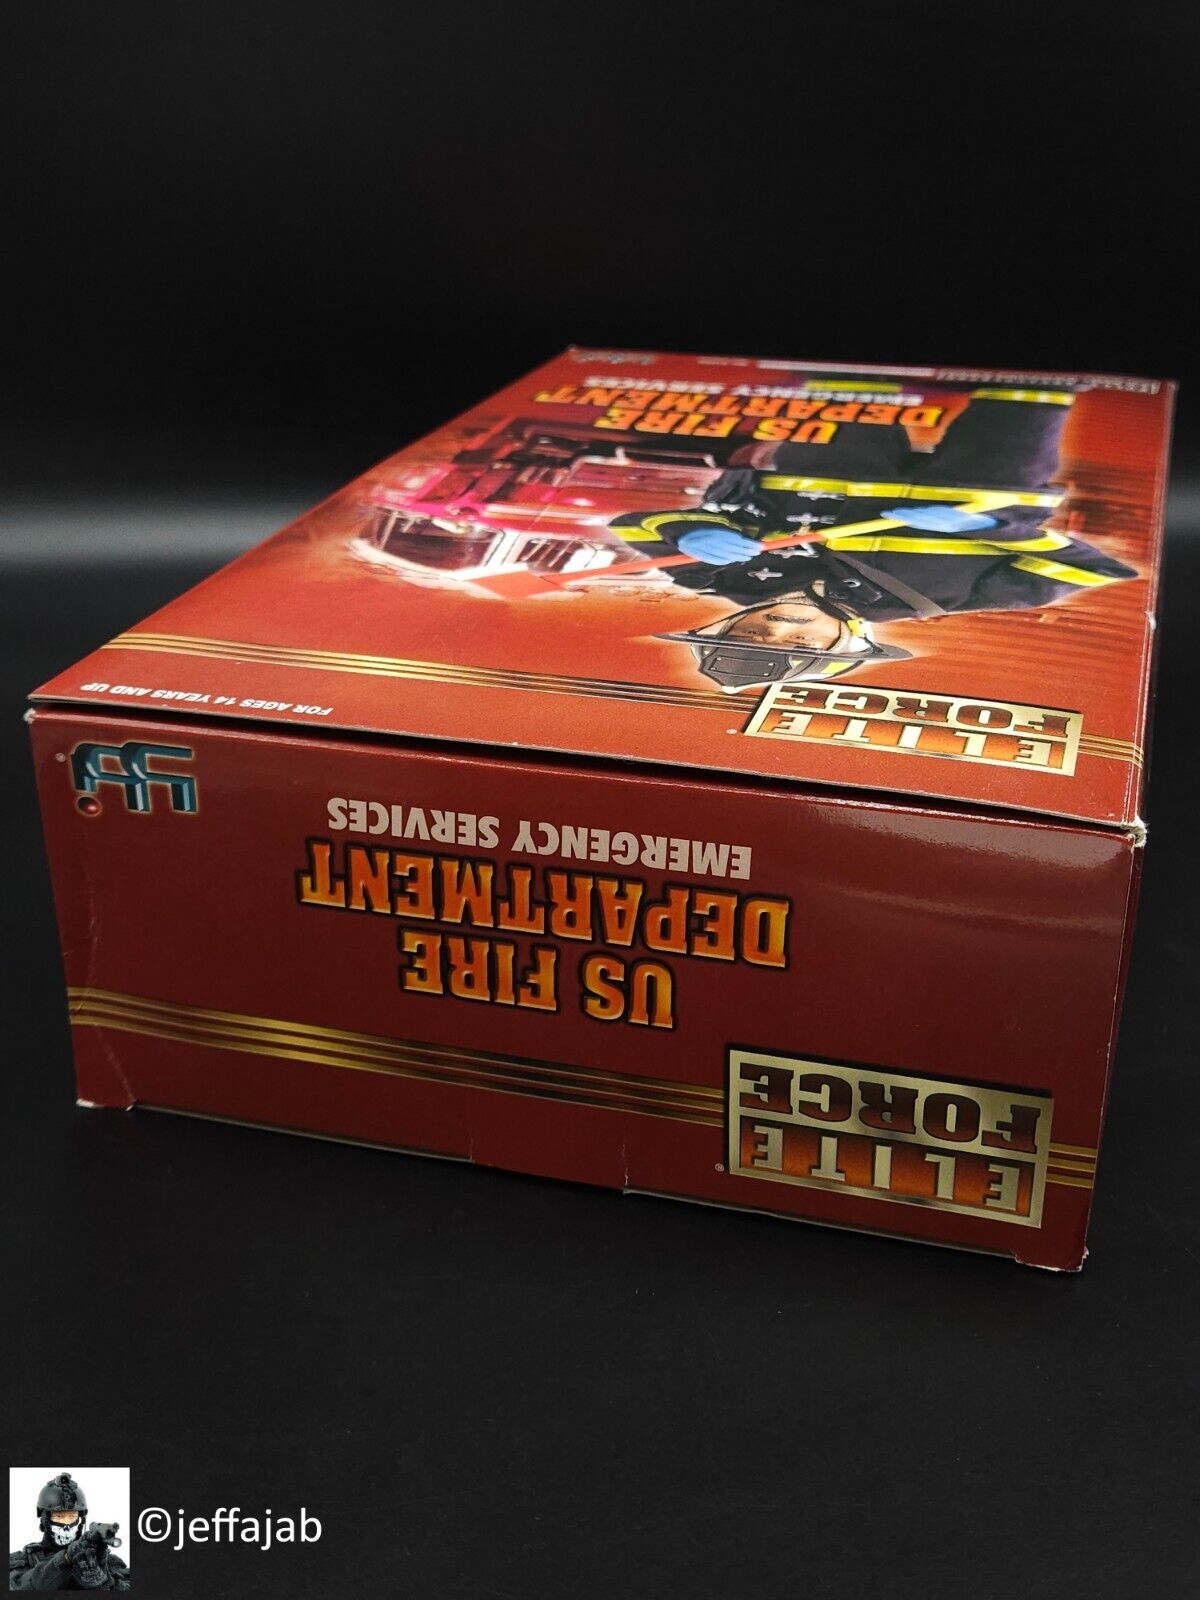 ELITE
FORCE
®
FOR AGES 14 YEARS AND UP
US FIRE
DEPARTMENT
EMERGENCY SERVICES
ELITE
FORCE
®
US FIRE
DEPARTMENT
EMERGENCY SERVICES
®
©jeffajab